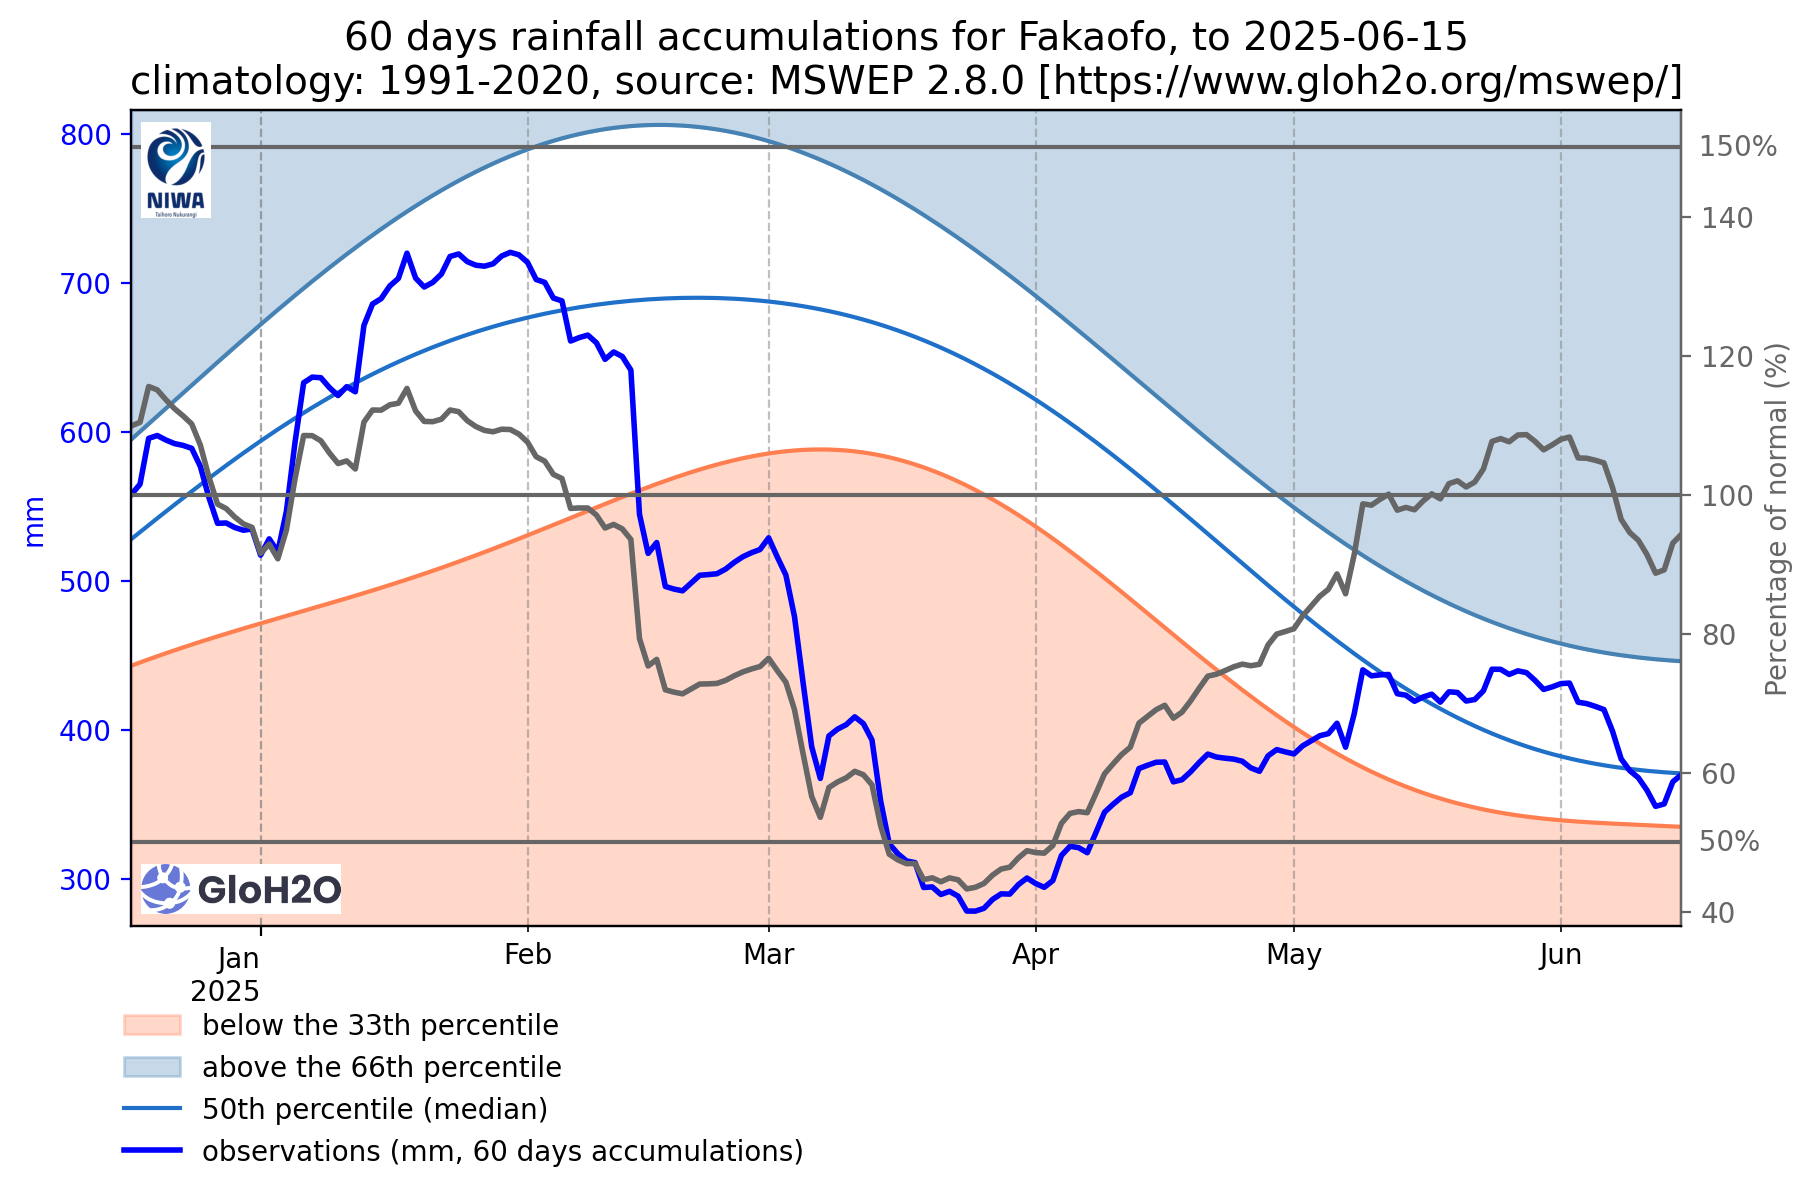 60 days rainfall accumulations for Fakaofo, to 2025-06-15
climatology: 1991-2020, source: MSWEP 2.8.0 [https://www.gloh2o.org/mswep/]
800
700
600
500
400
300
mm
150%
140
120
100
80
60
50%
40
Percentage of normal (%)
NIWA
Taihoro Nukurangi
GloH2O
Jan
2025
Feb
Mar
Apr
May
Jun
below the 33th percentile
above the 66th percentile
50th percentile (median)
observations (mm, 60 days accumulations)